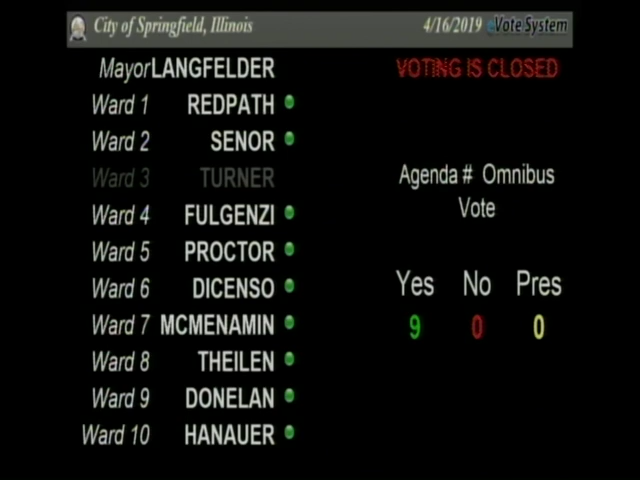 City of Springfield, Illinois 4/16/2019 eVote System
Mayor LANGFELDER VOTING IS CLOSED
Ward 1 REDPATH
Ward 2 SENOR
Ward 3 TURNER
Agenda # Omnibus
Vote
Ward 4 FULGENZI
Ward 5 PROCTOR
Ward 6 DICENSO
Yes No Pres
Ward 7 MCMENAMIN
9 0 0
Ward 8 THEILEN
Ward 9 DONELAN
Ward 10 HANAUER